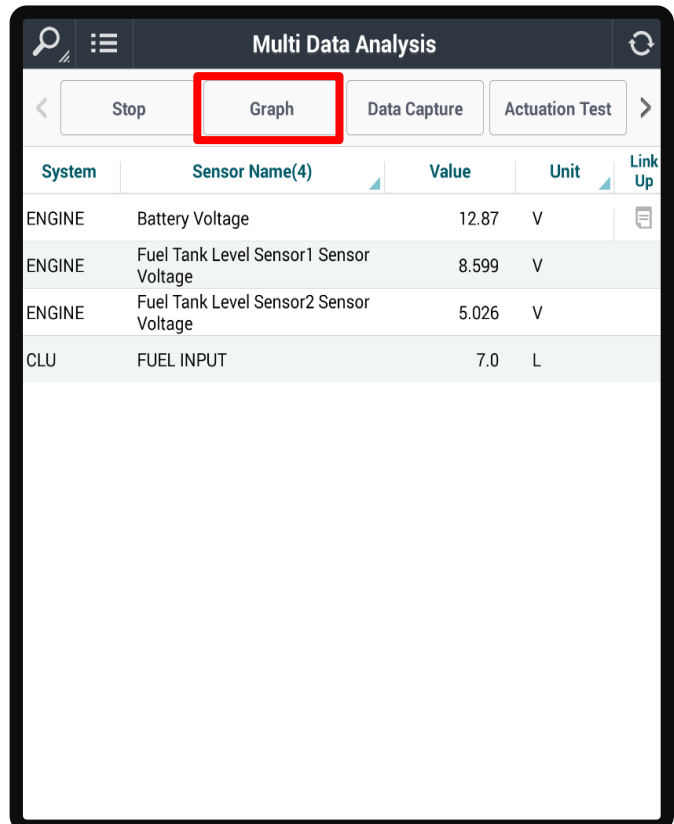 Multi Data Analysis
Stop Graph Data Capture Actuation Test
System Sensor Name(4) Value Unit Link Up
ENGINE Battery Voltage 12.87 V
ENGINE Fuel Tank Level Sensor1 Sensor Voltage 8.599 V
ENGINE Fuel Tank Level Sensor2 Sensor Voltage 5.026 V
CLU FUEL INPUT 7.0 L